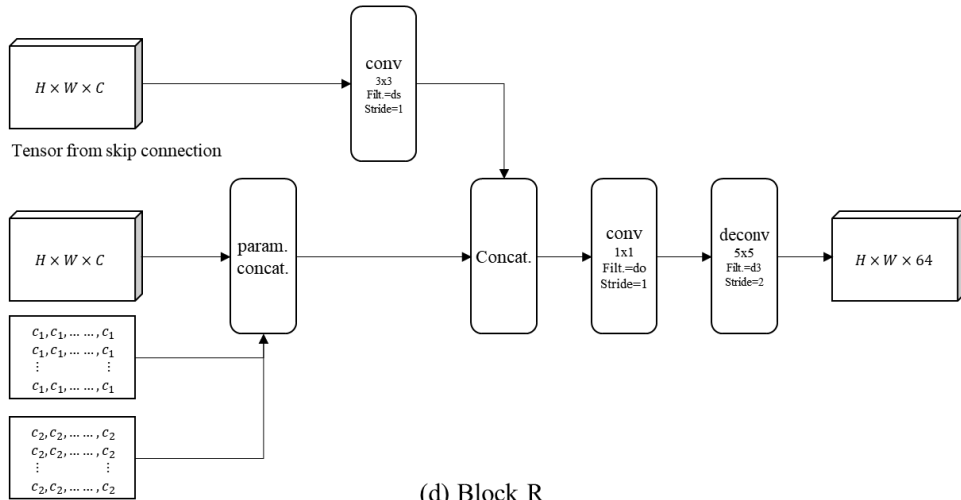 conv
3x3
Filt.=ds
Stride=1
H × W × C
Tensor from skip connection
H × W × C
param.
concat.
Concat.
conv
1x1
Filt.=do
Stride=1
deconv
5x5
Filt.=d3
Stride=2
H × W × 64
c₁, c₁, … … , c₁
c₁, c₁, … … , c₁
⋮ ⋮
c₁, c₁, … … , c₁
c₂, c₂, … … , c₂
c₂, c₂, … … , c₂
⋮ ⋮
c₂, c₂, … … , c₂
(d) Block R